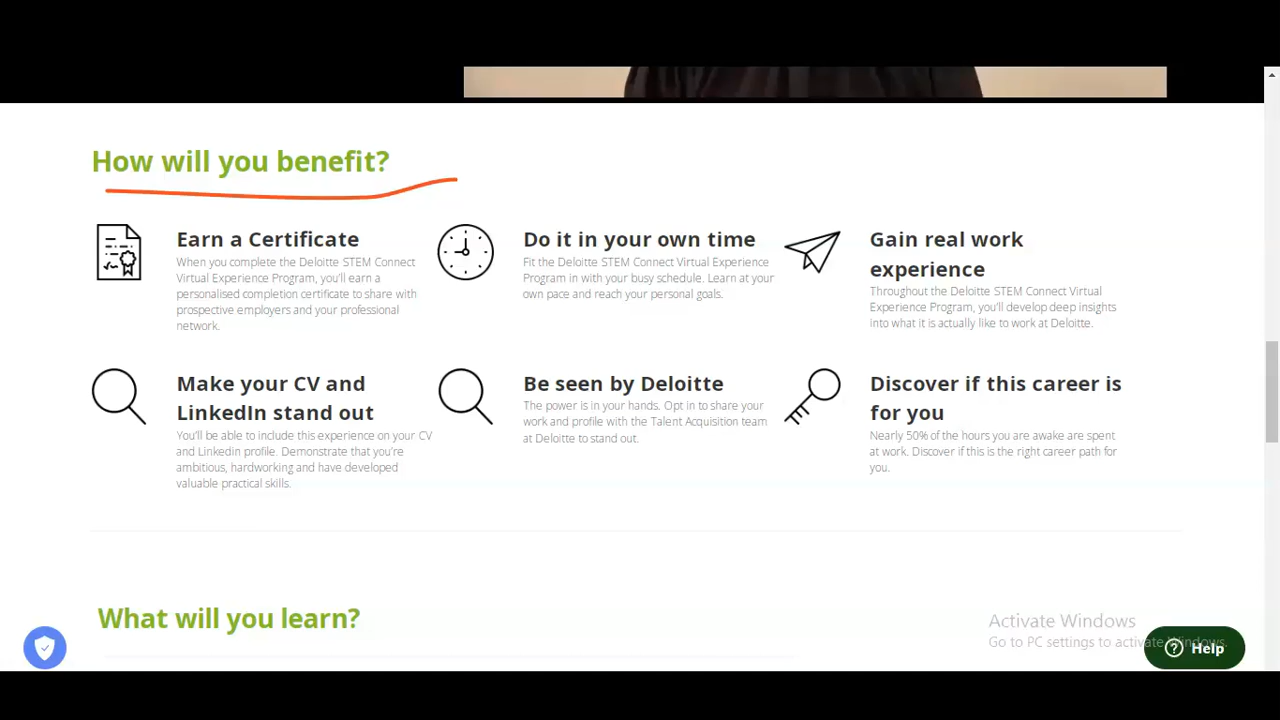 How will you benefit?
Earn a Certificate
When you complete the Deloitte STEM Connect
Virtual Experience Program, you'll earn a
personalised completion certificate to share with
prospective employers and your professional
network.
Do it in your own time
Fit the Deloitte STEM Connect Virtual Experience
Program in with your busy schedule. Learn at your
own pace and reach your personal goals.
Gain real work
experience
Throughout the Deloitte STEM Connect Virtual
Experience Program, you'll develop deep insights
into what it is actually like to work at Deloitte.
Make your CV and
LinkedIn stand out
You'll be able to include this experience on your CV
and Linkedin profile. Demonstrate that you're
ambitious, hardworking and have developed
valuable practical skills.
Be seen by Deloitte
The power is in your hands. Opt in to share your
work and profile with the Talent Acquisition team
at Deloitte to stand out.
Discover if this career is
for you
Nearly 50% of the hours you are awake are spent
at work. Discover if this is the right career path for
you.
What will you learn?
Activate Windows
Go to PC settings to activate Windows.
Help